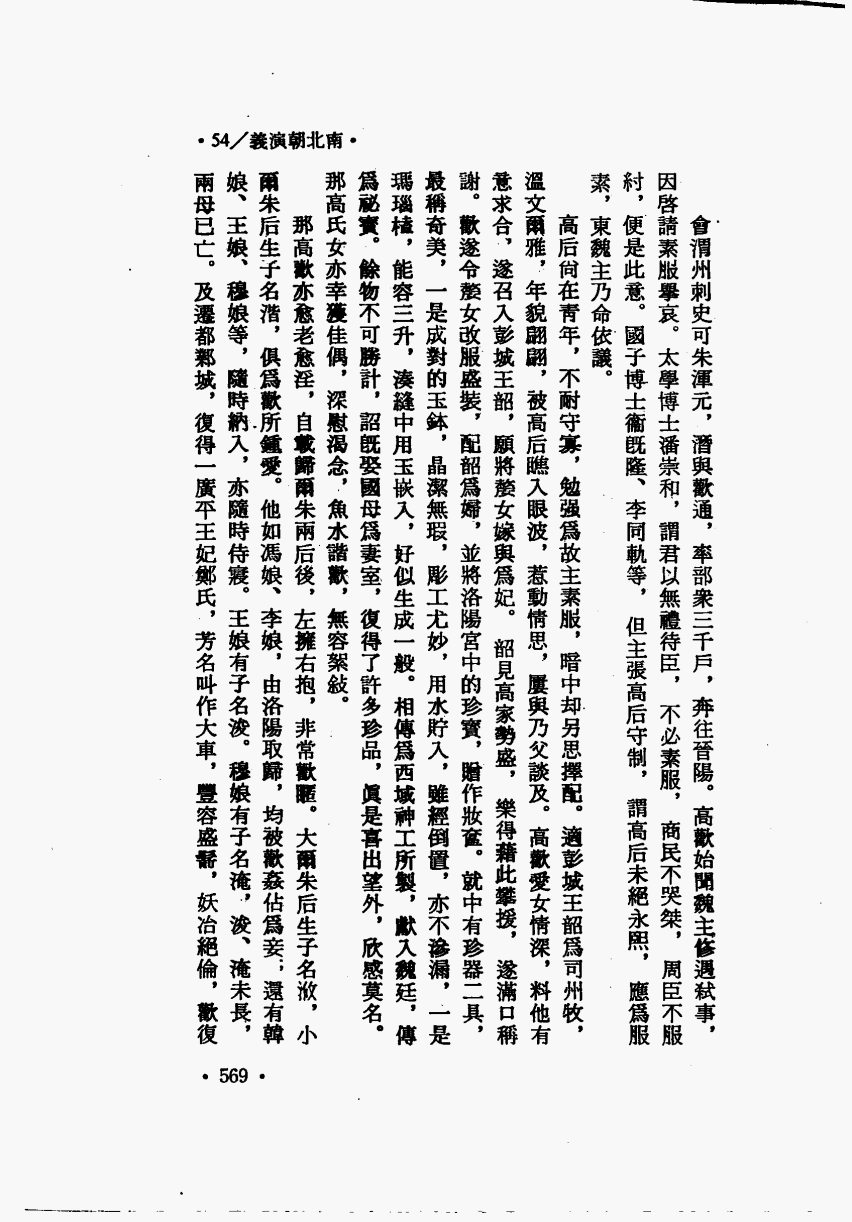 ・54／義演朝北南・
會渭州刺史可朱渾元，潛與歡通，率部衆三千戶，奔往晉陽。高歡始聞魏主修遇弒事，
因啓請素服舉哀。太學博士潘崇和，謂君以無禮待臣，不必素服，商民不哭桀，周臣不服
紂，便是此意。國子博士衞旣隆、李同軌等，但主張高后守制，謂高后未絕永熙，應爲服
素，東魏主乃命依議。
高后尙在靑年，不耐守寡，勉强爲故主素服，暗中却另思擇配。適彭城王韶爲司州牧，
溫文爾雅，年貌翩翩，被高后瞧入眼波，惹動情思，屢與乃父談及。高歡愛女情深，料他有
意求合，遂召入彭城王韶，願將嫠女嫁與爲妃。韶見高家勢盛，樂得藉此攀援，遂滿口稱
謝。歡遂令嫠女改服盛裝，配韶爲婦，並將洛陽宮中的珍寶，贈作妝奩。就中有珍器二具，
最稱奇美，一是成對的玉鉢，晶潔無瑕，彫工尤妙，用水貯入，雖經倒置，亦不滲漏，一是
瑪瑙榼，能容三升，湊縫中用玉嵌入，好似生成一般。相傳爲西域神工所製，獻入魏廷，傳
爲祕寶。餘物不可勝計，詔旣娶國母爲妻室，復得了許多珍品，眞是喜出望外，欣感莫名。
那高氏女亦幸獲佳偶，深慰渴念，魚水諧歡，無容絮敍。
那高歡亦愈老愈淫，自載歸爾朱兩后後，左擁右抱，非常歡暱。大爾朱后生子名浟，小
爾朱后生子名湝，俱爲歡所鍾愛。他如馮娘、李娘，由洛陽取歸，均被歡姦佔爲妾；還有韓
娘、王娘、穆娘等，隨時納入，亦隨時侍寢。王娘有子名浚。穆娘有子名淹，浚、淹未長，
兩母已亡。及遷都鄴城，復得一廣平王妃鄭氏，芳名叫作大車，豐容盛鬋，妖冶絕倫，歡復
・569・